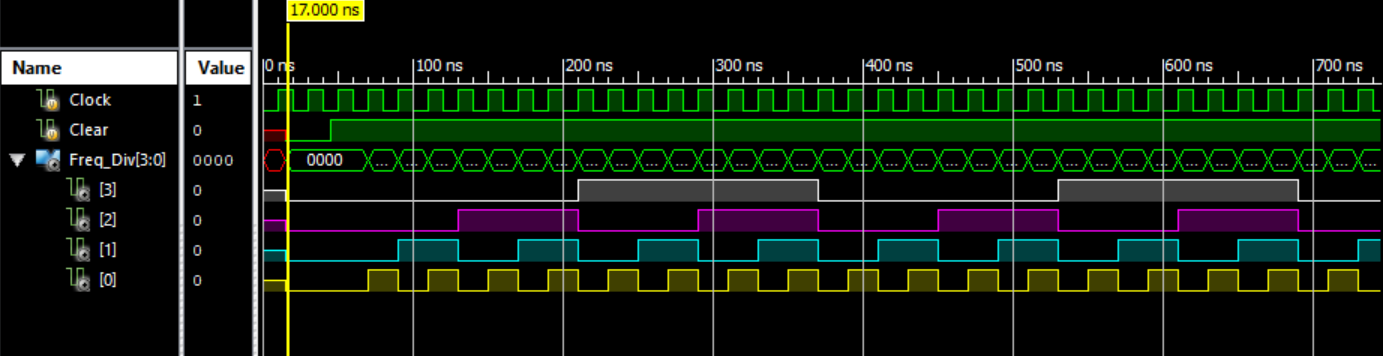 17.000 ns
Name Value 0 ns 100 ns 200 ns 300 ns 400 ns 500 ns 600 ns 700 ns
Clock 1
Clear 0
Freq_Div[3:0] 0000 0000 ... ... ... ... ... ... ... ... ... ... ... ... ... ... ... ... ... ... ... ... ... ... ...
[3] 0
[2] 0
[1] 0
[0] 0